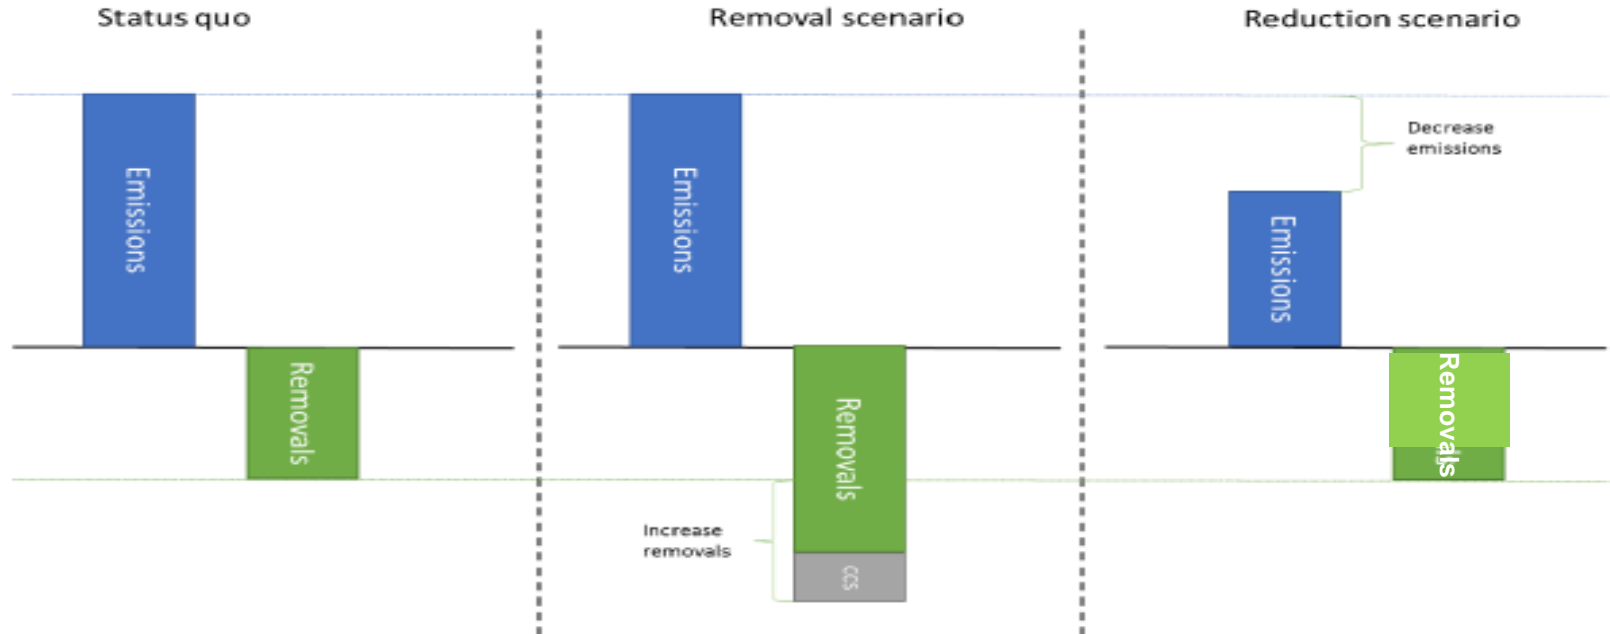 Status quo
Removal scenario
Reduction scenario
Decrease
emissions
Emissions
Emissions
Emissions
Removals
Removals
Removals
Increase
removals
ccs